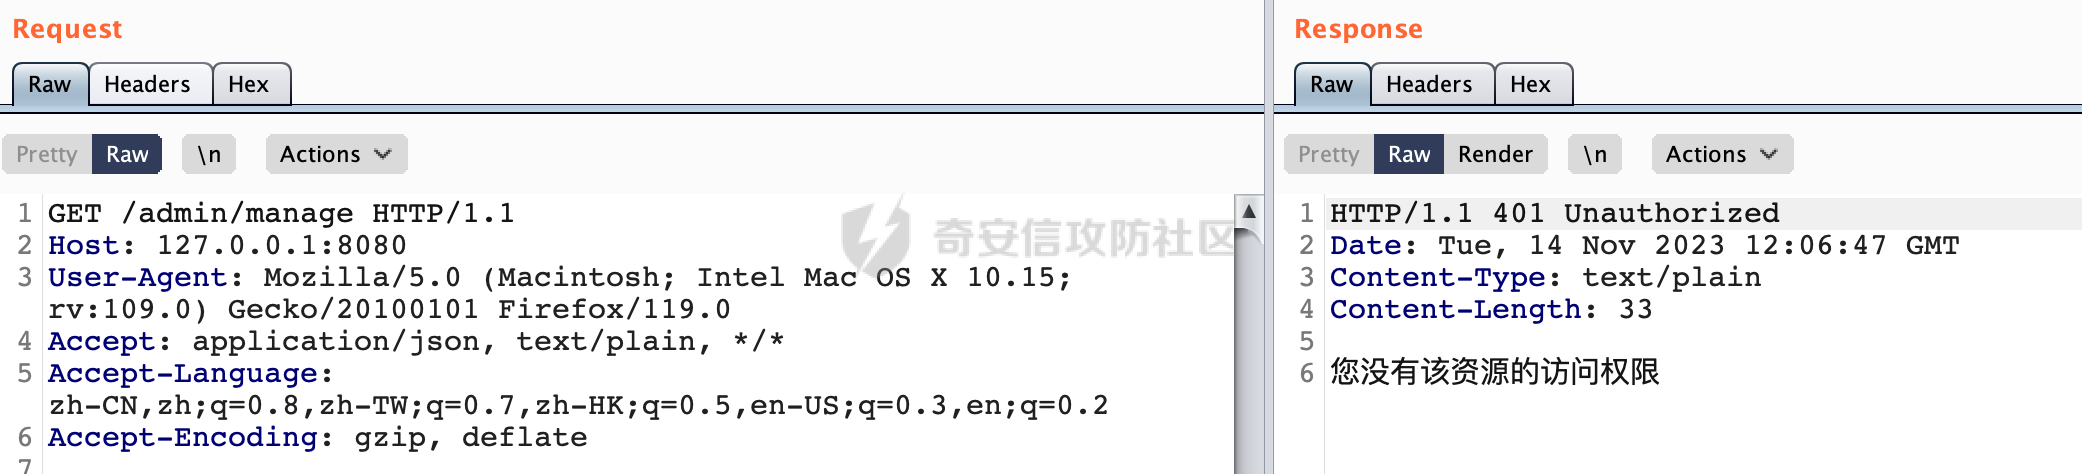 Request
Raw Headers Hex
Pretty Raw \n Actions
1 GET /admin/manage HTTP/1.1
2 Host: 127.0.0.1:8080
3 User-Agent: Mozilla/5.0 (Macintosh; Intel Mac OS X 10.15;
rv:109.0) Gecko/20100101 Firefox/119.0
4 Accept: application/json, text/plain, */*
5 Accept-Language:
zh-CN,zh;q=0.8,zh-TW;q=0.7,zh-HK;q=0.5,en-US;q=0.3,en;q=0.2
6 Accept-Encoding: gzip, deflate
7
奇安信攻防社区
Response
Raw Headers Hex
Pretty Raw Render \n Actions
1 HTTP/1.1 401 Unauthorized
2 Date: Tue, 14 Nov 2023 12:06:47 GMT
3 Content-Type: text/plain
4 Content-Length: 33
5
6 您没有该资源的访问权限